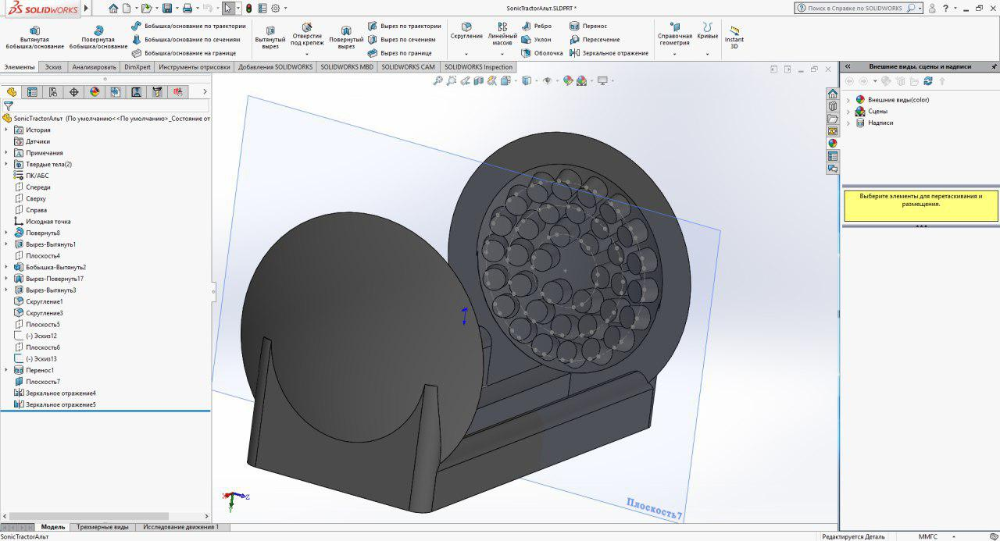 SOLIDWORKS
SonicTractorАльт.SLDPRT *
Поиск в Справке по SOLIDWORKS
Вытянутая бобышка/основание
Повернутая бобышка/основание
Бобышка/основание по траектории
Бобышка/основание по сечениям
Бобышка/основание на границе
Вытянутый вырез
Отверстие под крепеж
Повернутый вырез
Вырез по траектории
Вырез по сечениям
Вырез по границе
Скругление
Линейный массив
Ребро
Уклон
Оболочка
Перенос
Пересечение
Зеркальное отражение
Справочная геометрия
Кривые
Instant 3D
Элементы
Эскиз
Анализировать
DimXpert
Инструменты отрисовки
Добавления SOLIDWORKS
SOLIDWORKS MBD
SOLIDWORKS CAM
SOLIDWORKS Inspection
SonicTractorАльт (По умолчанию<<По умолчанию>_Состояние от
История
Датчики
Примечания
Твердые тела(2)
ПК/АБС
Спереди
Сверху
Справа
Исходная точка
Повернуть8
Вырез-Вытянуть1
Плоскость4
Бобышка-Вытянуть2
Вырез-Повернуть17
Вырез-Вытянуть3
Скругление1
Скругление3
Плоскость5
(-) Эскиз12
Плоскость6
(-) Эскиз13
Перенос1
Плоскость7
Зеркальное отражение4
Зеркальное отражение5
Плоскость7
Z
Внешние виды, сцены и надписи
Внешние виды(color)
Сцены
Надписи
Выберите элементы для перетаскивания и
размещения.
Модель
Трехмерные виды
Исследование движения 1
SonicTractorАльт
Редактируется Деталь
ММГС